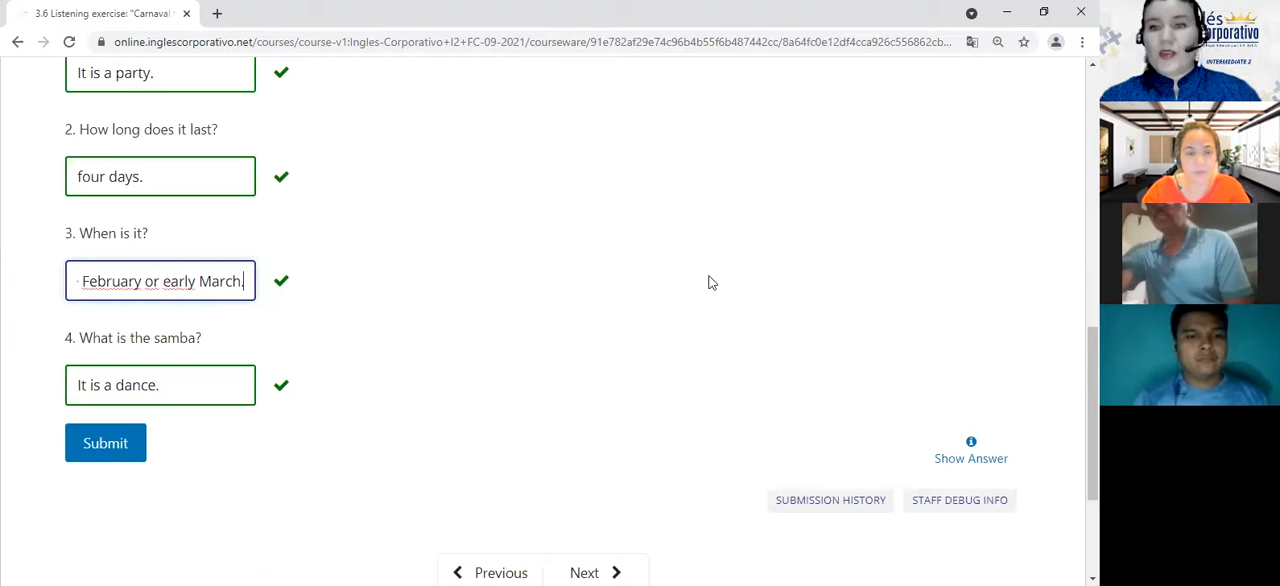 3.6 Listening exercise: "Carnaval
online.inglescorporativo.net/courses/course-v1:Ingles-Corporativo+I2+FC-09-2021/courseware/91e782af29e74c96b4b55f6b487442cc/8a64fc0e12df4cca926c556862cb...
It is a party.
2. How long does it last?
four days.
3. When is it?
February or early March.
4. What is the samba?
It is a dance.
Submit
Show Answer
SUBMISSION HISTORY
STAFF DEBUG INFO
Previous
Next
lés
orporativo
INTERMEDIATE 2